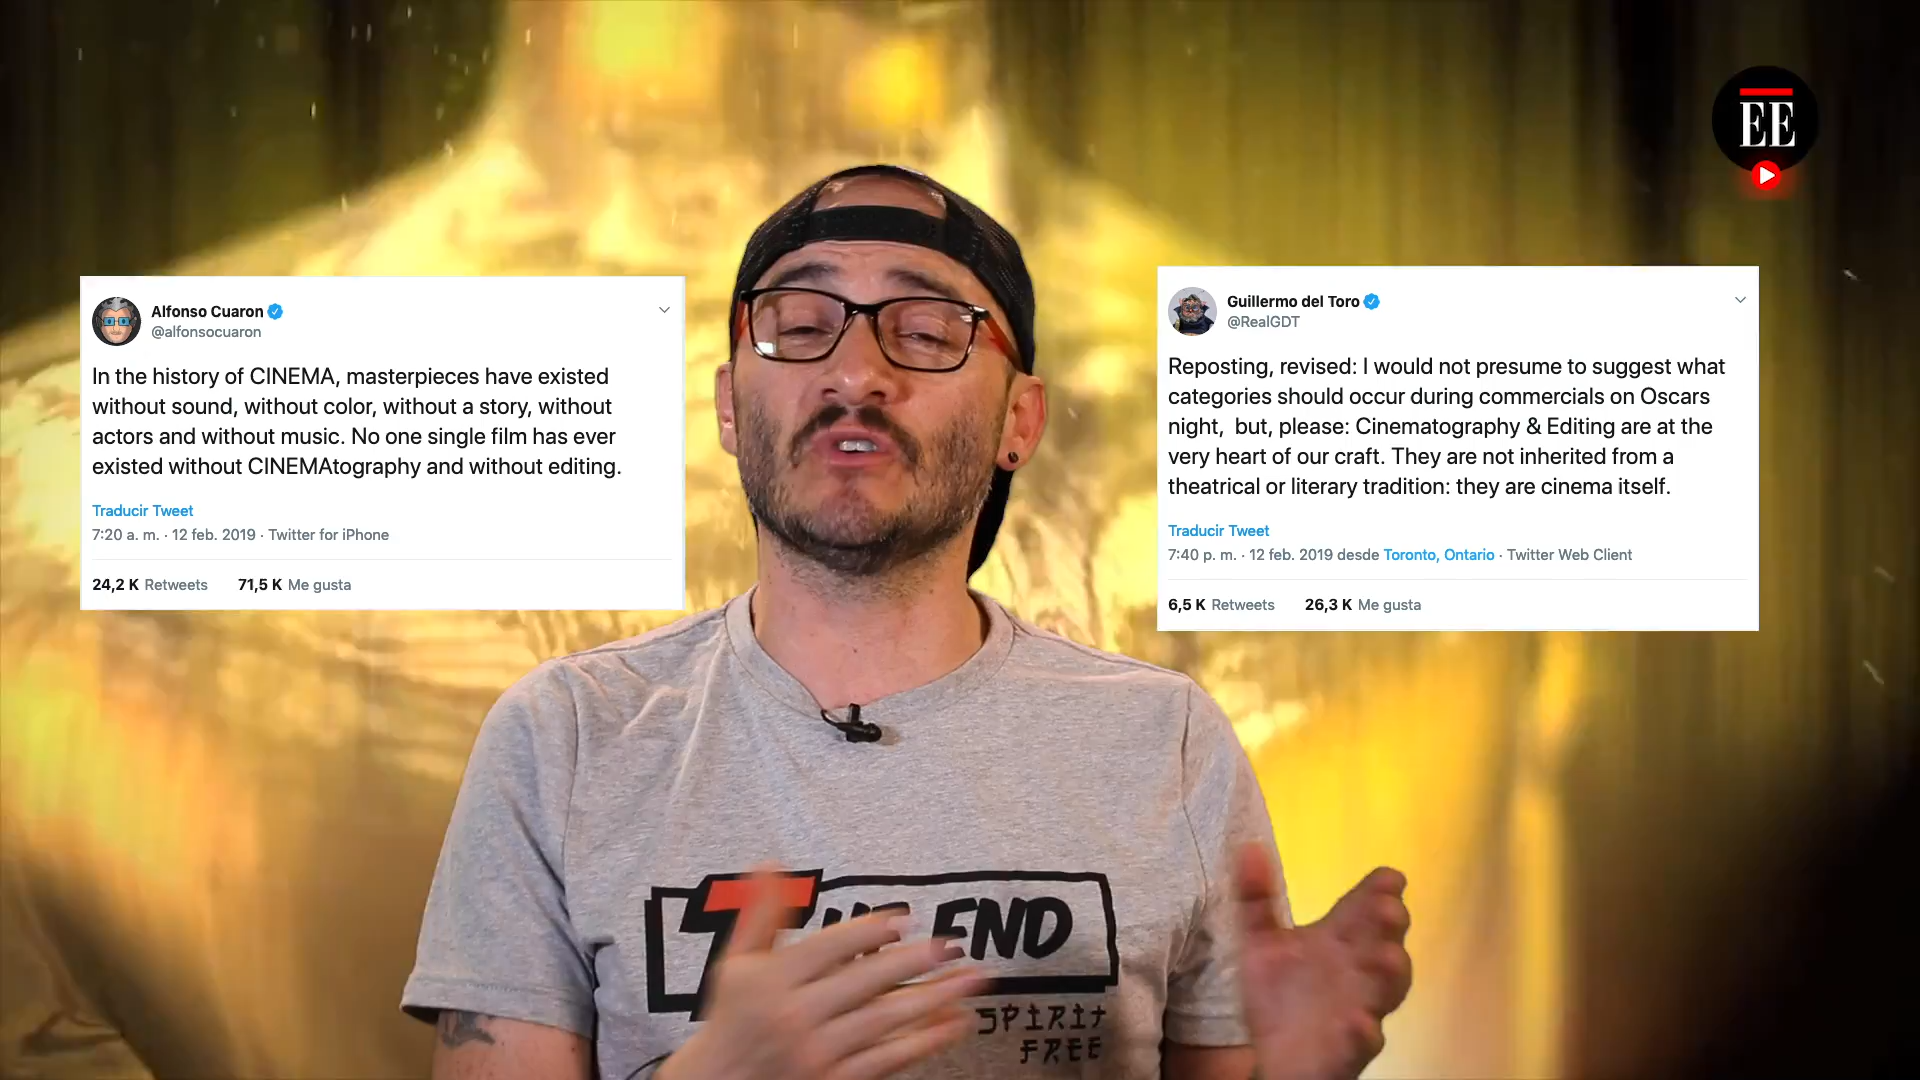 EE
Alfonso Cuaron
@alfonsocuaron
In the history of CINEMA, masterpieces have existed
without sound, without color, without a story, without
actors and without music. No one single film has ever
existed without CINEMAtography and without editing.
Traducir Tweet
7:20 a. m. · 12 feb. 2019 · Twitter for iPhone
24,2 K Retweets 71,5 K Me gusta
Guillermo del Toro
@RealGDT
Reposting, revised: I would not presume to suggest what
categories should occur during commercials on Oscars
night,  but, please: Cinematography & Editing are at the
very heart of our craft. They are not inherited from a
theatrical or literary tradition: they are cinema itself.
Traducir Tweet
7:40 p. m. · 12 feb. 2019 desde Toronto, Ontario · Twitter Web Client
6,5 K Retweets 26,3 K Me gusta
THE END
SPIRIT
FREE